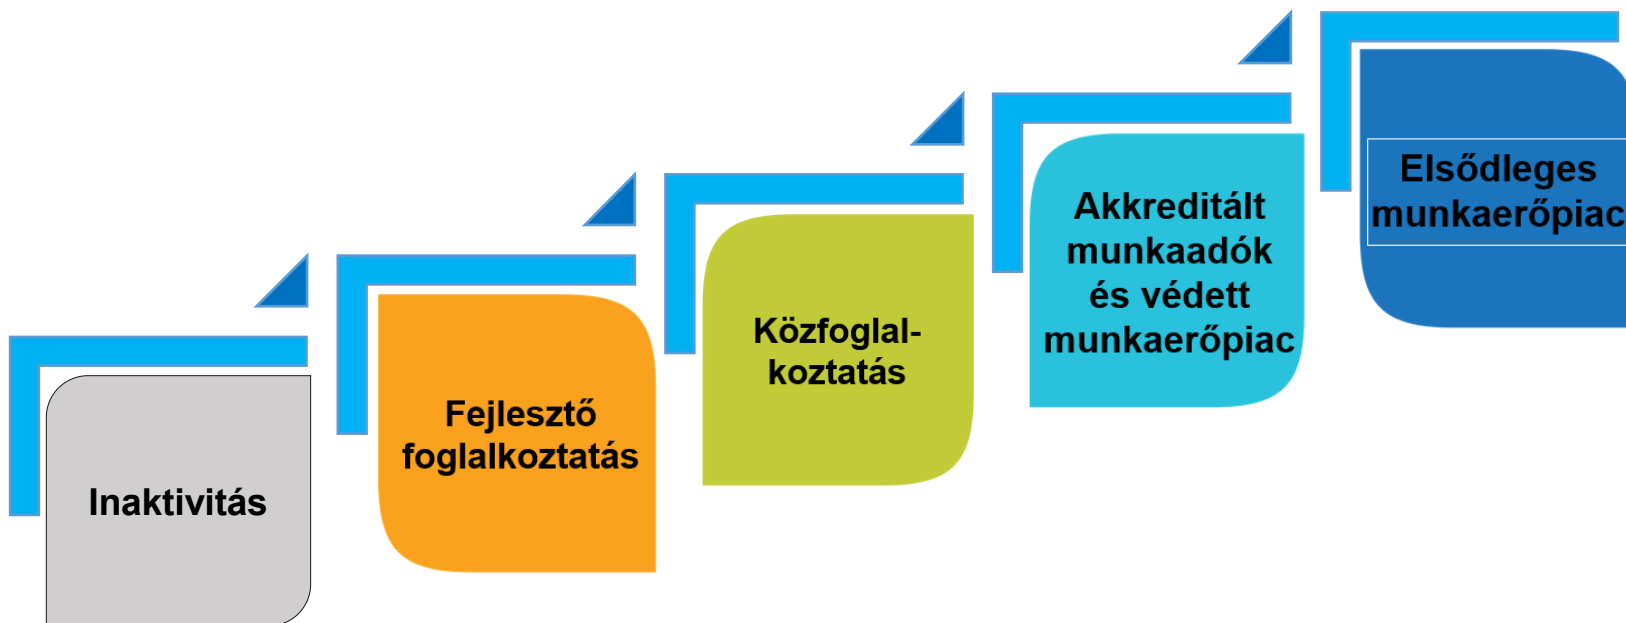 Inaktivitás
Fejlesztő
foglalkoztatás
Közfoglal-
koztatás
Akkreditált
munkaadók
és védett
munkaerőpiac
Elsődleges
munkaerőpiac